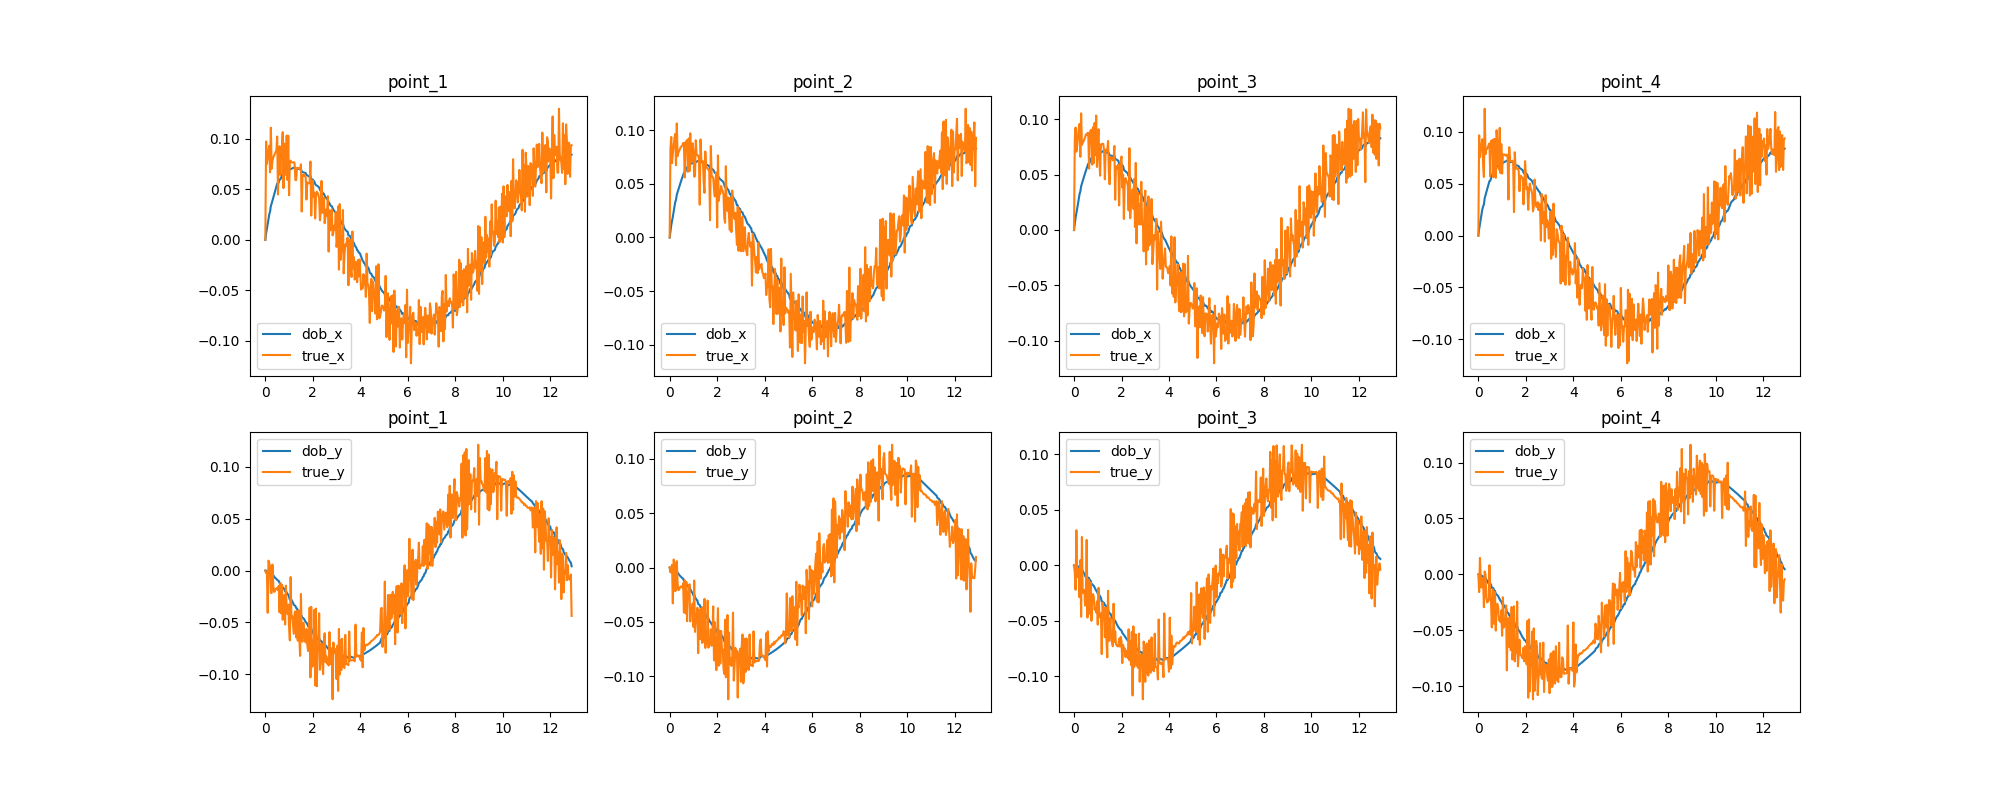 point_1 point_2 point_3 point_4
0.10 0.10 0.10 0.10
0.05 0.05 0.05 0.05
0.00 0.00 0.00 0.00
−0.05 −0.05 −0.05 −0.05
−0.10 −0.10 −0.10 −0.10
dob_x dob_x dob_x dob_x
true_x true_x true_x true_x
0 2 4 6 8 10 12 0 2 4 6 8 10 12 0 2 4 6 8 10 12 0 2 4 6 8 10 12
point_1 point_2 point_3 point_4
dob_y dob_y dob_y dob_y
true_y true_y true_y true_y
0.10 0.10 0.10 0.10
0.05 0.05 0.05 0.05
0.00 0.00 0.00 0.00
−0.05 −0.05 −0.05 −0.05
−0.10 −0.10 −0.10 −0.10
0 2 4 6 8 10 12 0 2 4 6 8 10 12 0 2 4 6 8 10 12 0 2 4 6 8 10 12